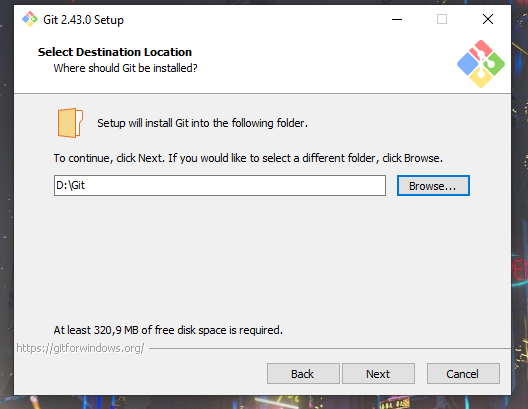 Git 2.43.0 Setup
Select Destination Location
Where should Git be installed?
Setup will install Git into the following folder.
To continue, click Next. If you would like to select a different folder, click Browse.
D:\Git
Browse...
At least 320,9 MB of free disk space is required.
https://gitforwindows.org/
Back
Next
Cancel